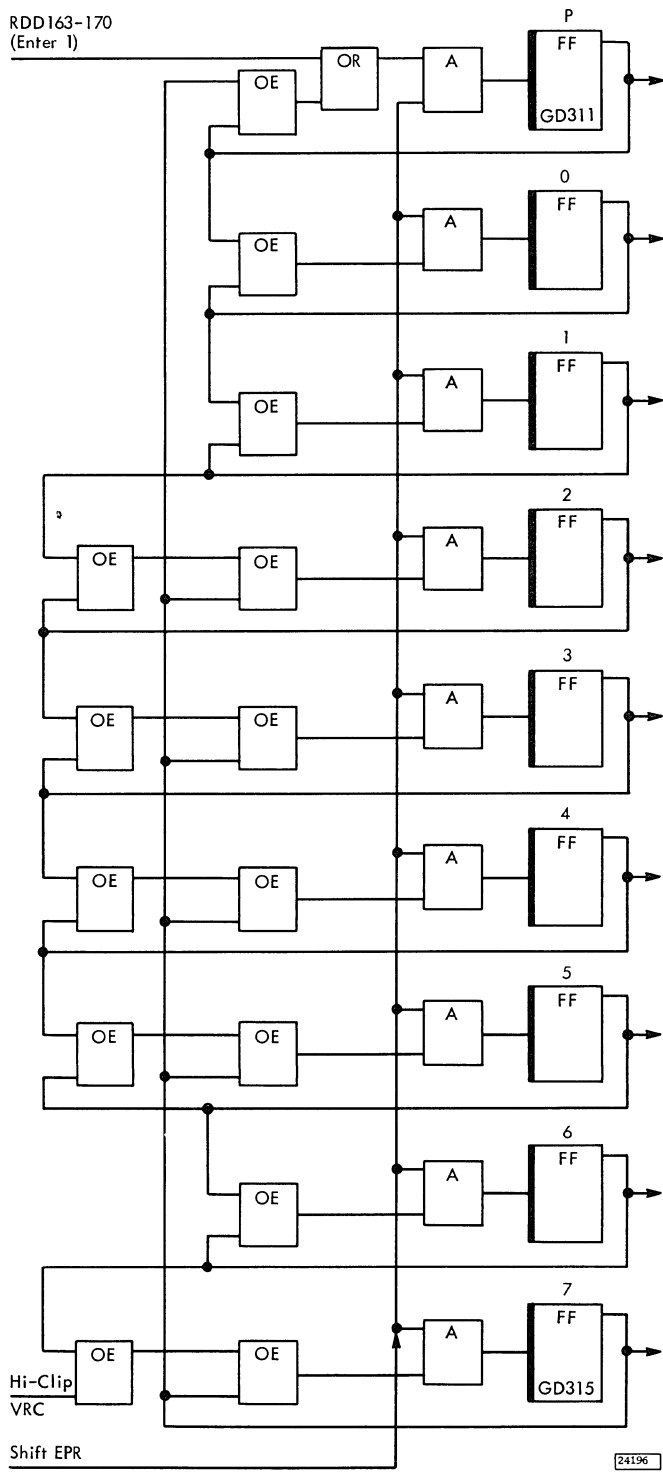 RDD163-170
(Enter 1)
P
OE
OR
A
FF
GD311
0
OE
A
FF
1
OE
A
FF
2
OE
OE
A
FF
3
OE
OE
A
FF
4
OE
OE
A
FF
5
OE
OE
A
FF
6
OE
A
FF
7
OE
OE
A
FF
GD315
Hi-Clip
VRC
Shift EPR
24196